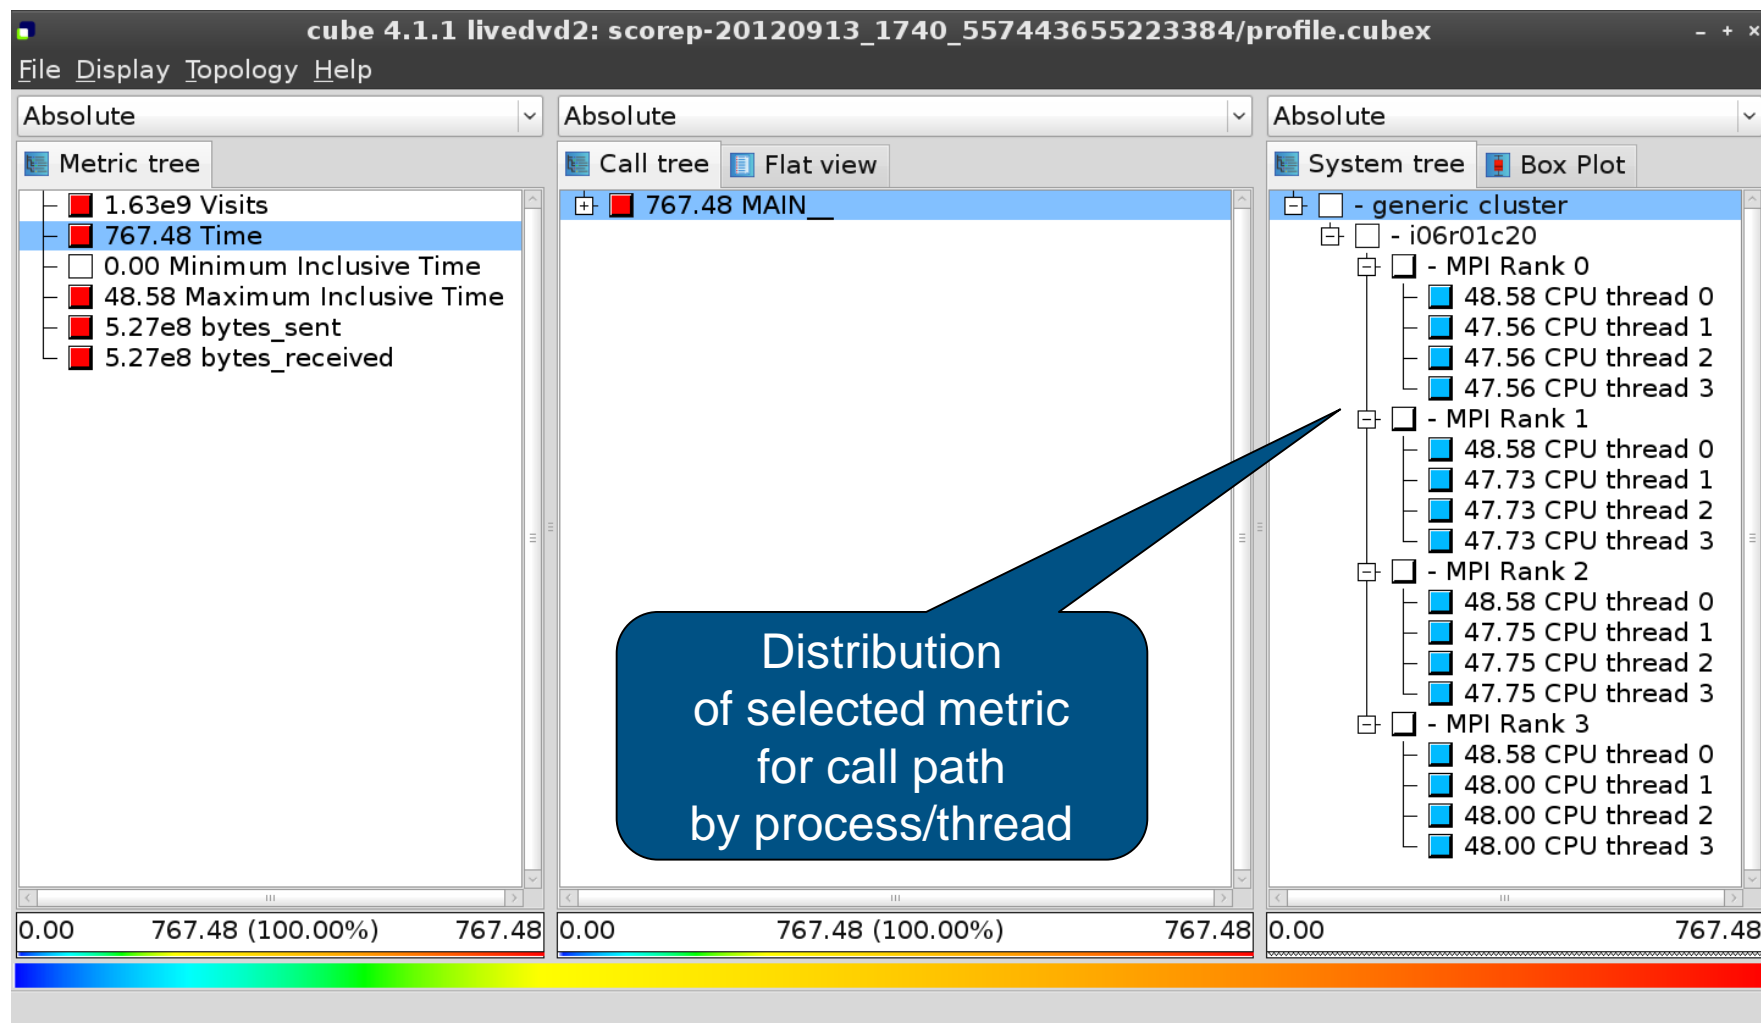 cube 4.1.1 livedvd2: scorep-20120913_1740_557443655223384/profile.cubex
File Display Topology Help
Absolute
Metric tree
1.63e9 Visits
767.48 Time
0.00 Minimum Inclusive Time
48.58 Maximum Inclusive Time
5.27e8 bytes_sent
5.27e8 bytes_received
0.00 767.48 (100.00%) 767.48
Absolute
Call tree Flat view
767.48 MAIN__
Distribution
of selected metric
for call path
by process/thread
0.00 767.48 (100.00%) 767.48
Absolute
System tree Box Plot
- generic cluster
- i06r01c20
- MPI Rank 0
48.58 CPU thread 0
47.56 CPU thread 1
47.56 CPU thread 2
47.56 CPU thread 3
- MPI Rank 1
48.58 CPU thread 0
47.73 CPU thread 1
47.73 CPU thread 2
47.73 CPU thread 3
- MPI Rank 2
48.58 CPU thread 0
47.75 CPU thread 1
47.75 CPU thread 2
47.75 CPU thread 3
- MPI Rank 3
48.58 CPU thread 0
48.00 CPU thread 1
48.00 CPU thread 2
48.00 CPU thread 3
0.00 767.48